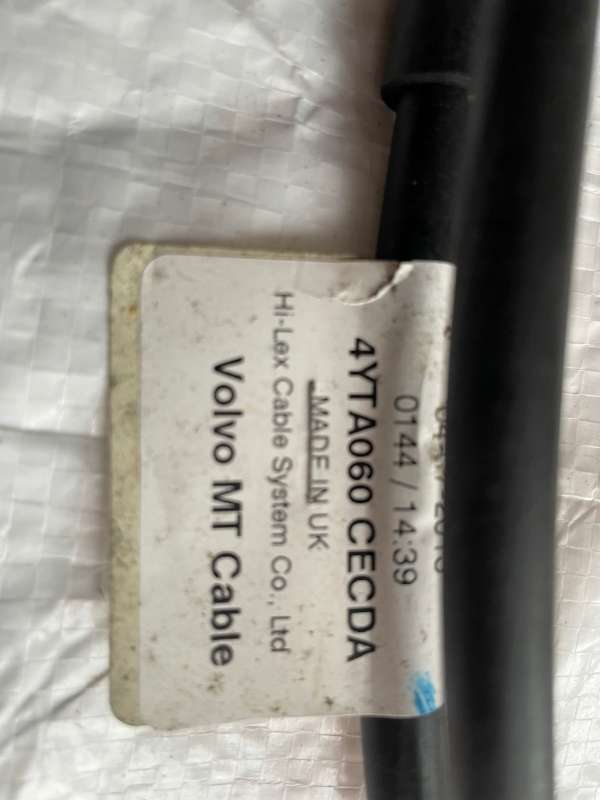 0144 / 14:39
4YTA060 CECDA
MADE IN UK
Hi-Lex Cable System Co., Ltd
Volvo MT Cable